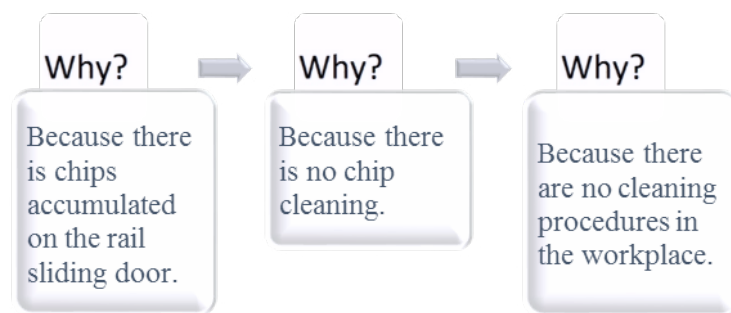 Why?
Because there
is chips
accumulated
on the rail
sliding door.
Why?
Because there
is no chip
cleaning.
Why?
Because there
are no cleaning
procedures in
the workplace.